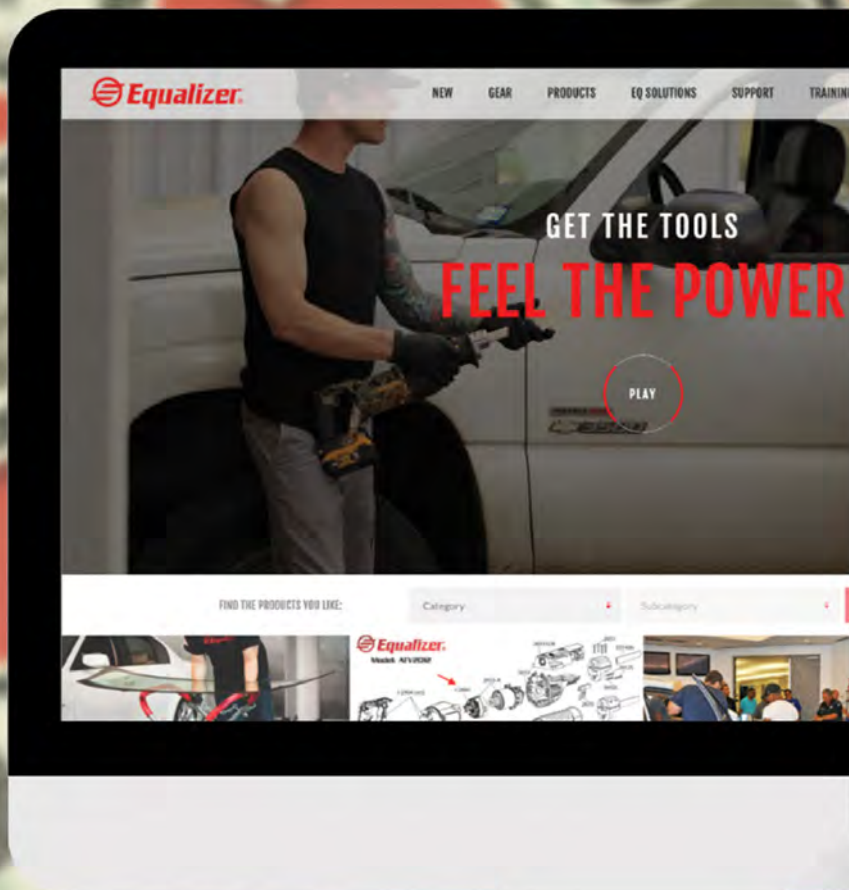 Equalizer.
NEW GEAR PRODUCTS EQ SOLUTIONS SUPPORT
GET THE TOOLS
FEEL THE POWER
PLAY
FIND THE PRODUCTS YOU LIKE:
Category
Subcategory
Equalizer.